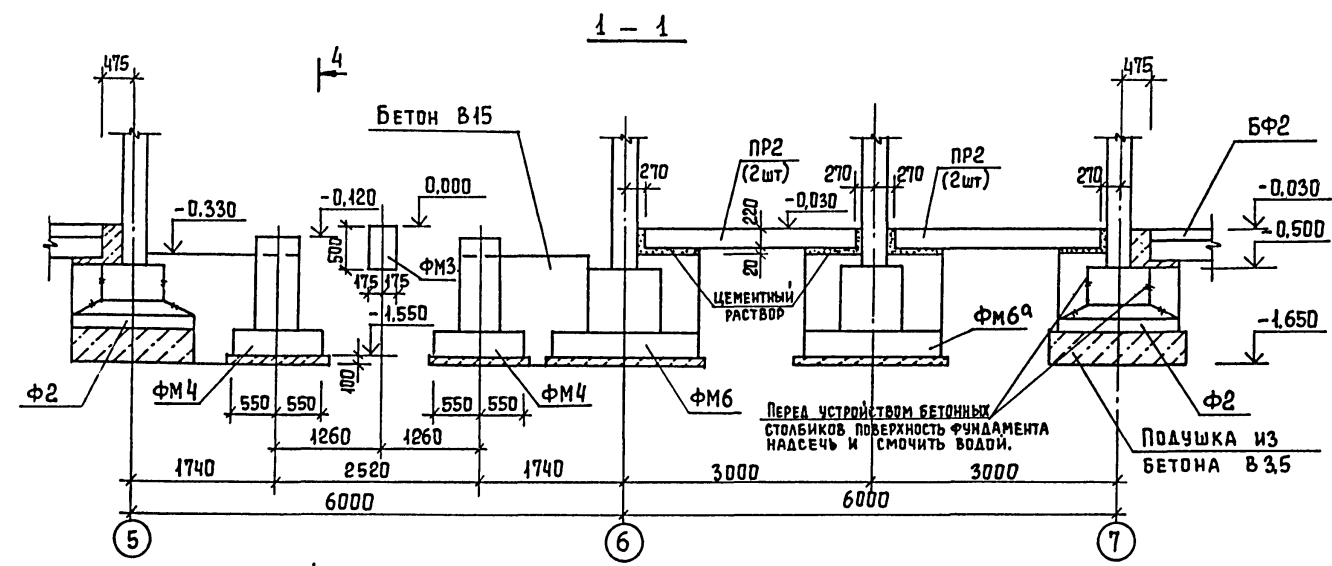 1 – 1
475
4
475
БЕТОН В15
БФ2
ПР2
(2шт)
ПР2
(2шт)
270
270
270
270
-0,330
-0,120
0,000
-0,030
220
-0,030
-0,500
500
ФМ3
175
175
20
ЦЕМЕНТНЫЙ
РАСТВОР
-1,550
ФМ6а
-1,650
100
Ф2
ФМ4
ФМ4
ФМ6
Ф2
550
550
550
550
ПЕРЕД УСТРОЙСТВОМ БЕТОННЫХ
СТОЛБИКОВ ПОВЕРХНОСТЬ ФУНДАМЕНТА
НАДСЕЧЬ И СМОЧИТЬ ВОДОЙ.
ПОДУШКА ИЗ
БЕТОНА В 3,5
1260
1260
1740
2520
1740
3000
3000
6000
6000
5
6
7